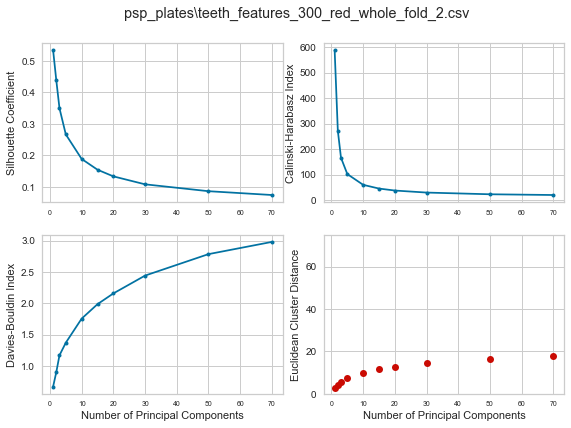 psp_plates\teeth_features_300_red_whole_fold_2.csv
Silhouette Coefficient
0.5
0.4
0.3
0.2
0.1
0 10 20 30 40 50 60 70
Calinski-Harabasz Index
600
500
400
300
200
100
0
0 10 20 30 40 50 60 70
Davies-Bouldin Index
3.0
2.5
2.0
1.5
1.0
0 10 20 30 40 50 60 70
Number of Principal Components
Euclidean Cluster Distance
60
40
20
0
0 10 20 30 40 50 60 70
Number of Principal Components